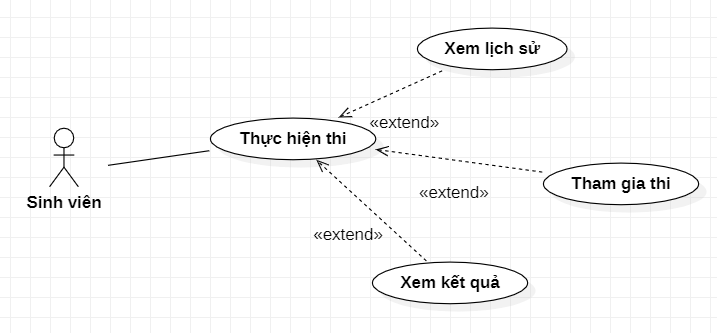 Xem lịch sử
«extend»
Thực hiện thi
Tham gia thi
«extend»
Sinh viên
«extend»
Xem kết quả